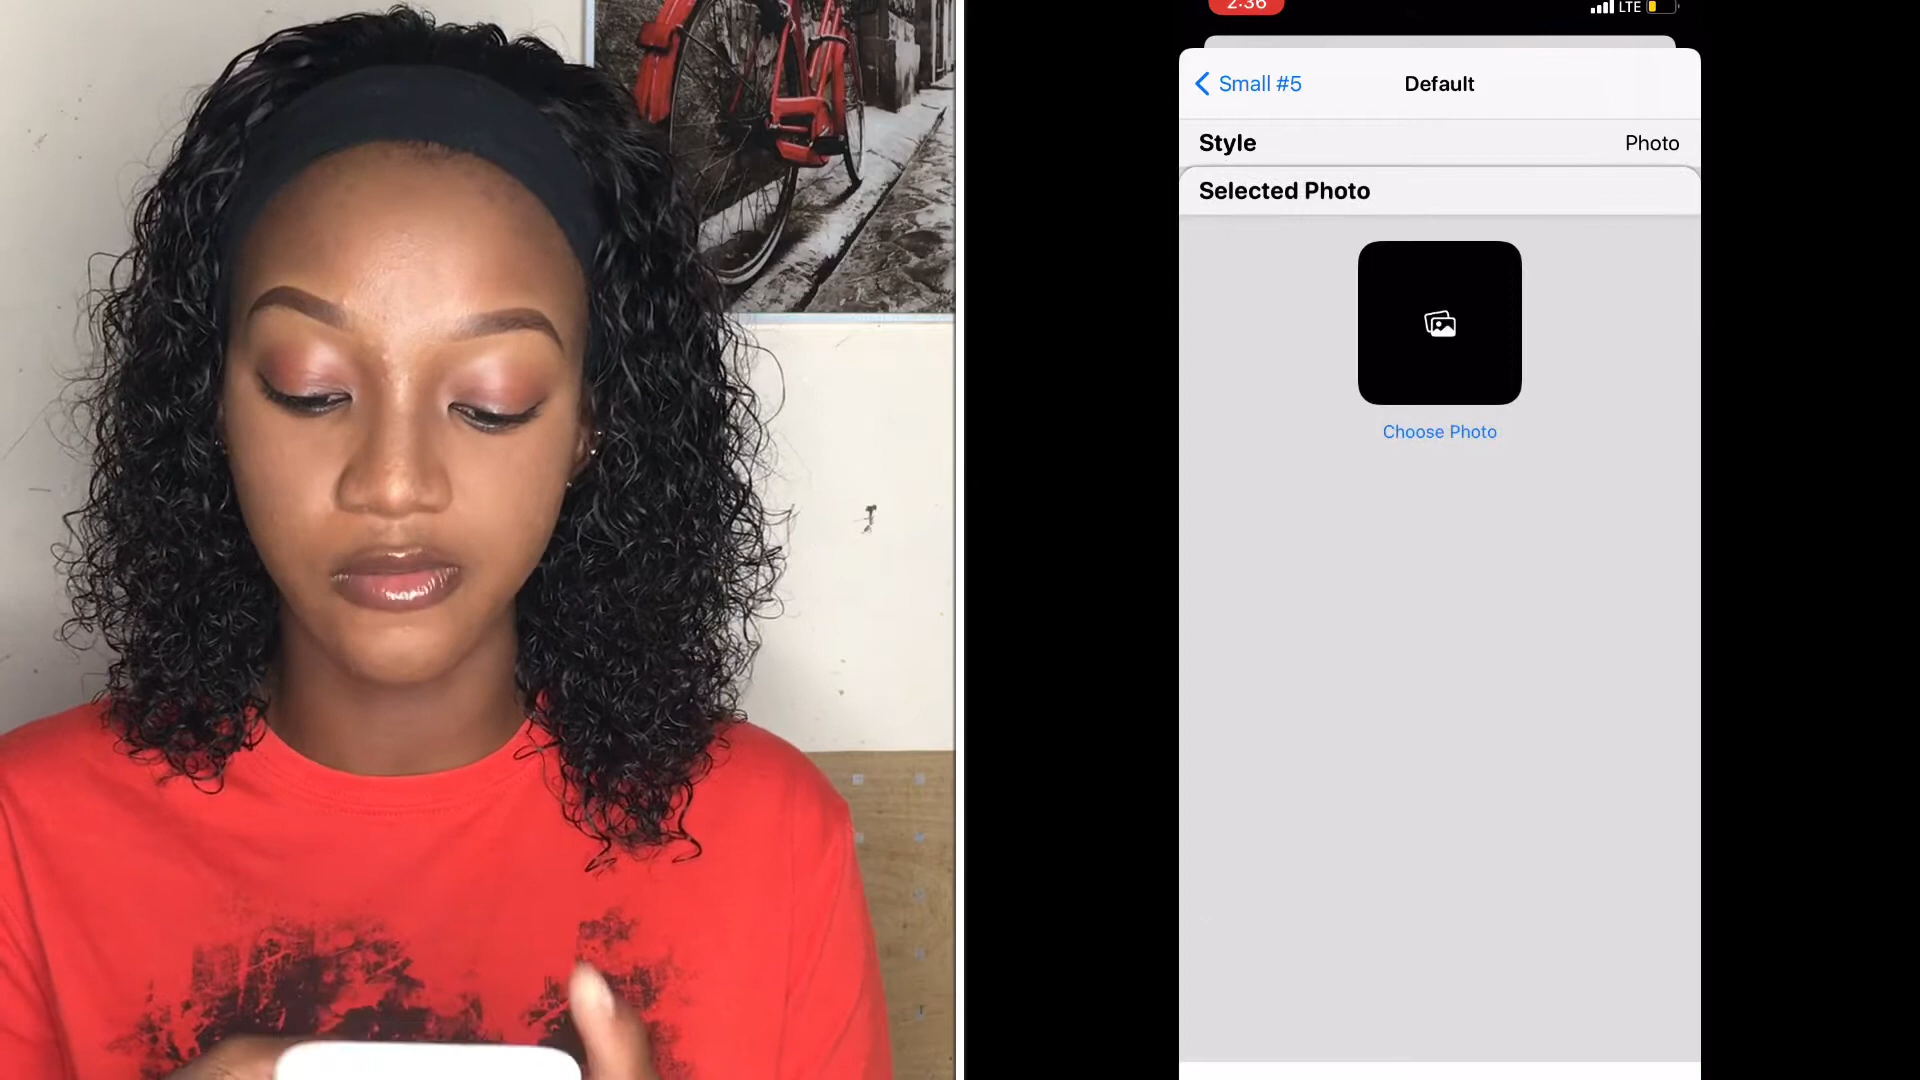 2:36 LTE
Small #5 Default
Style Photo
Selected Photo
Choose Photo